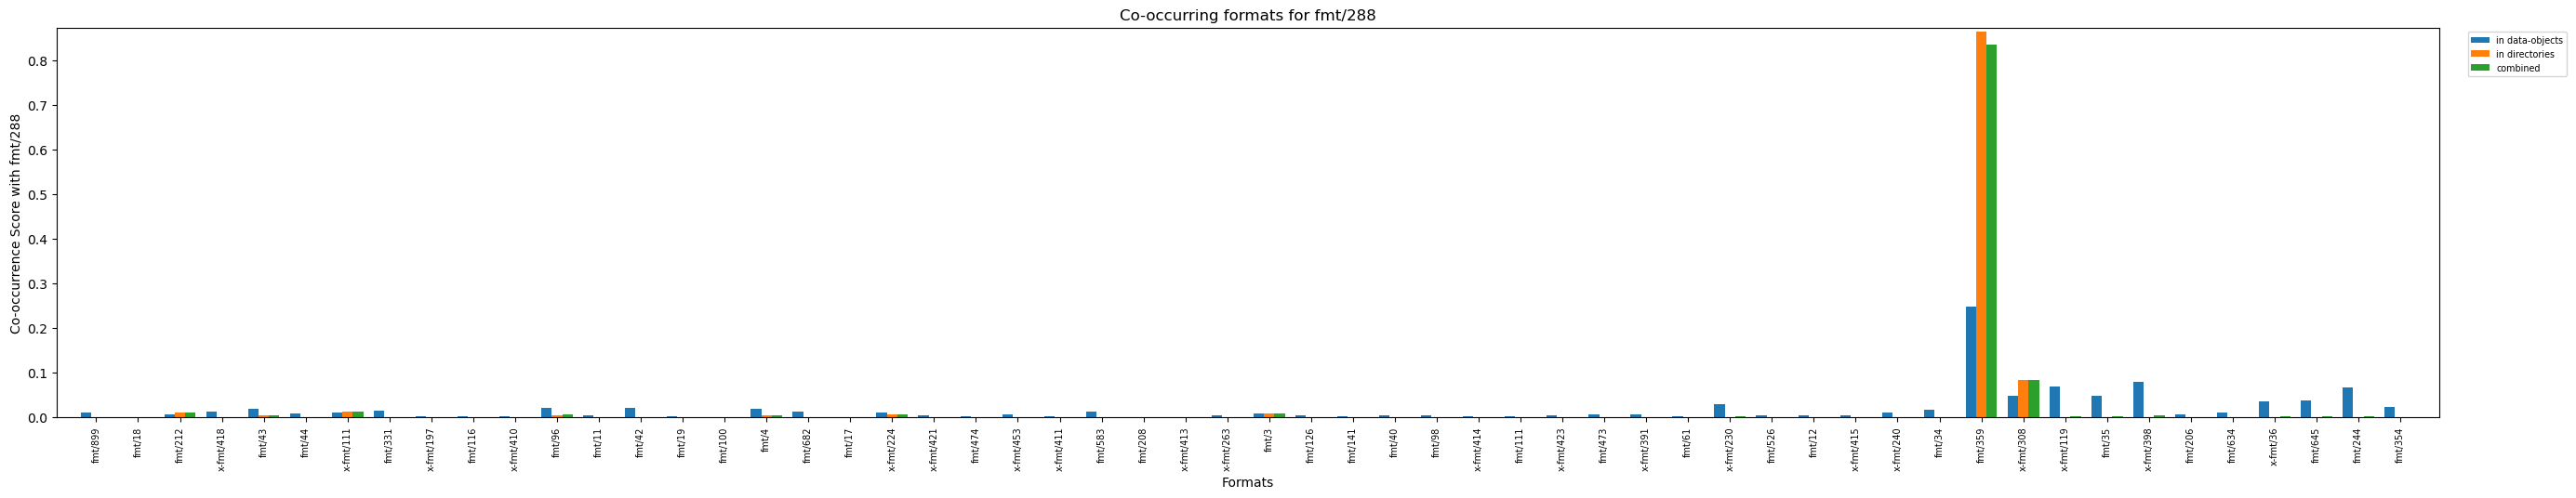 Co-occurring formats for fmt/288
in data-objects
in directories
combined
Co-occurrence Score with fmt/288
0.8
0.7
0.6
0.5
0.4
0.3
0.2
0.1
0.0
fmt/899
fmt/18
fmt/212
x-fmt/418
fmt/43
fmt/44
x-fmt/111
fmt/331
x-fmt/197
fmt/116
x-fmt/410
fmt/96
fmt/11
fmt/42
fmt/19
fmt/100
fmt/4
fmt/682
fmt/17
x-fmt/224
x-fmt/421
fmt/474
x-fmt/453
x-fmt/411
fmt/583
fmt/208
x-fmt/413
x-fmt/263
fmt/3
fmt/126
fmt/141
fmt/40
fmt/98
x-fmt/414
fmt/111
x-fmt/423
fmt/473
x-fmt/391
fmt/61
x-fmt/230
fmt/526
fmt/12
x-fmt/415
x-fmt/240
fmt/34
fmt/359
x-fmt/308
x-fmt/119
fmt/35
x-fmt/398
fmt/206
fmt/634
x-fmt/36
fmt/645
fmt/244
fmt/354
Formats